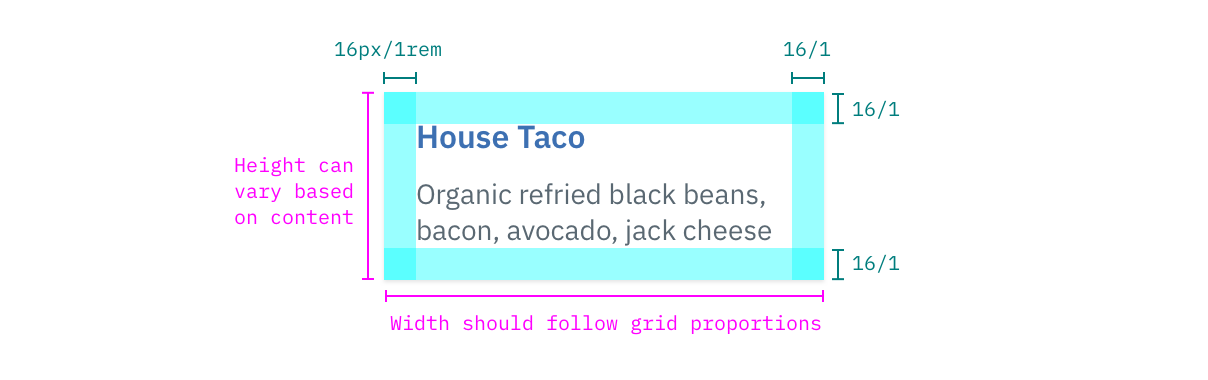 16px/1rem
16/1
16/1
House Taco
Height can
vary based
on content
Organic refried black beans,
bacon, avocado, jack cheese
16/1
Width should follow grid proportions